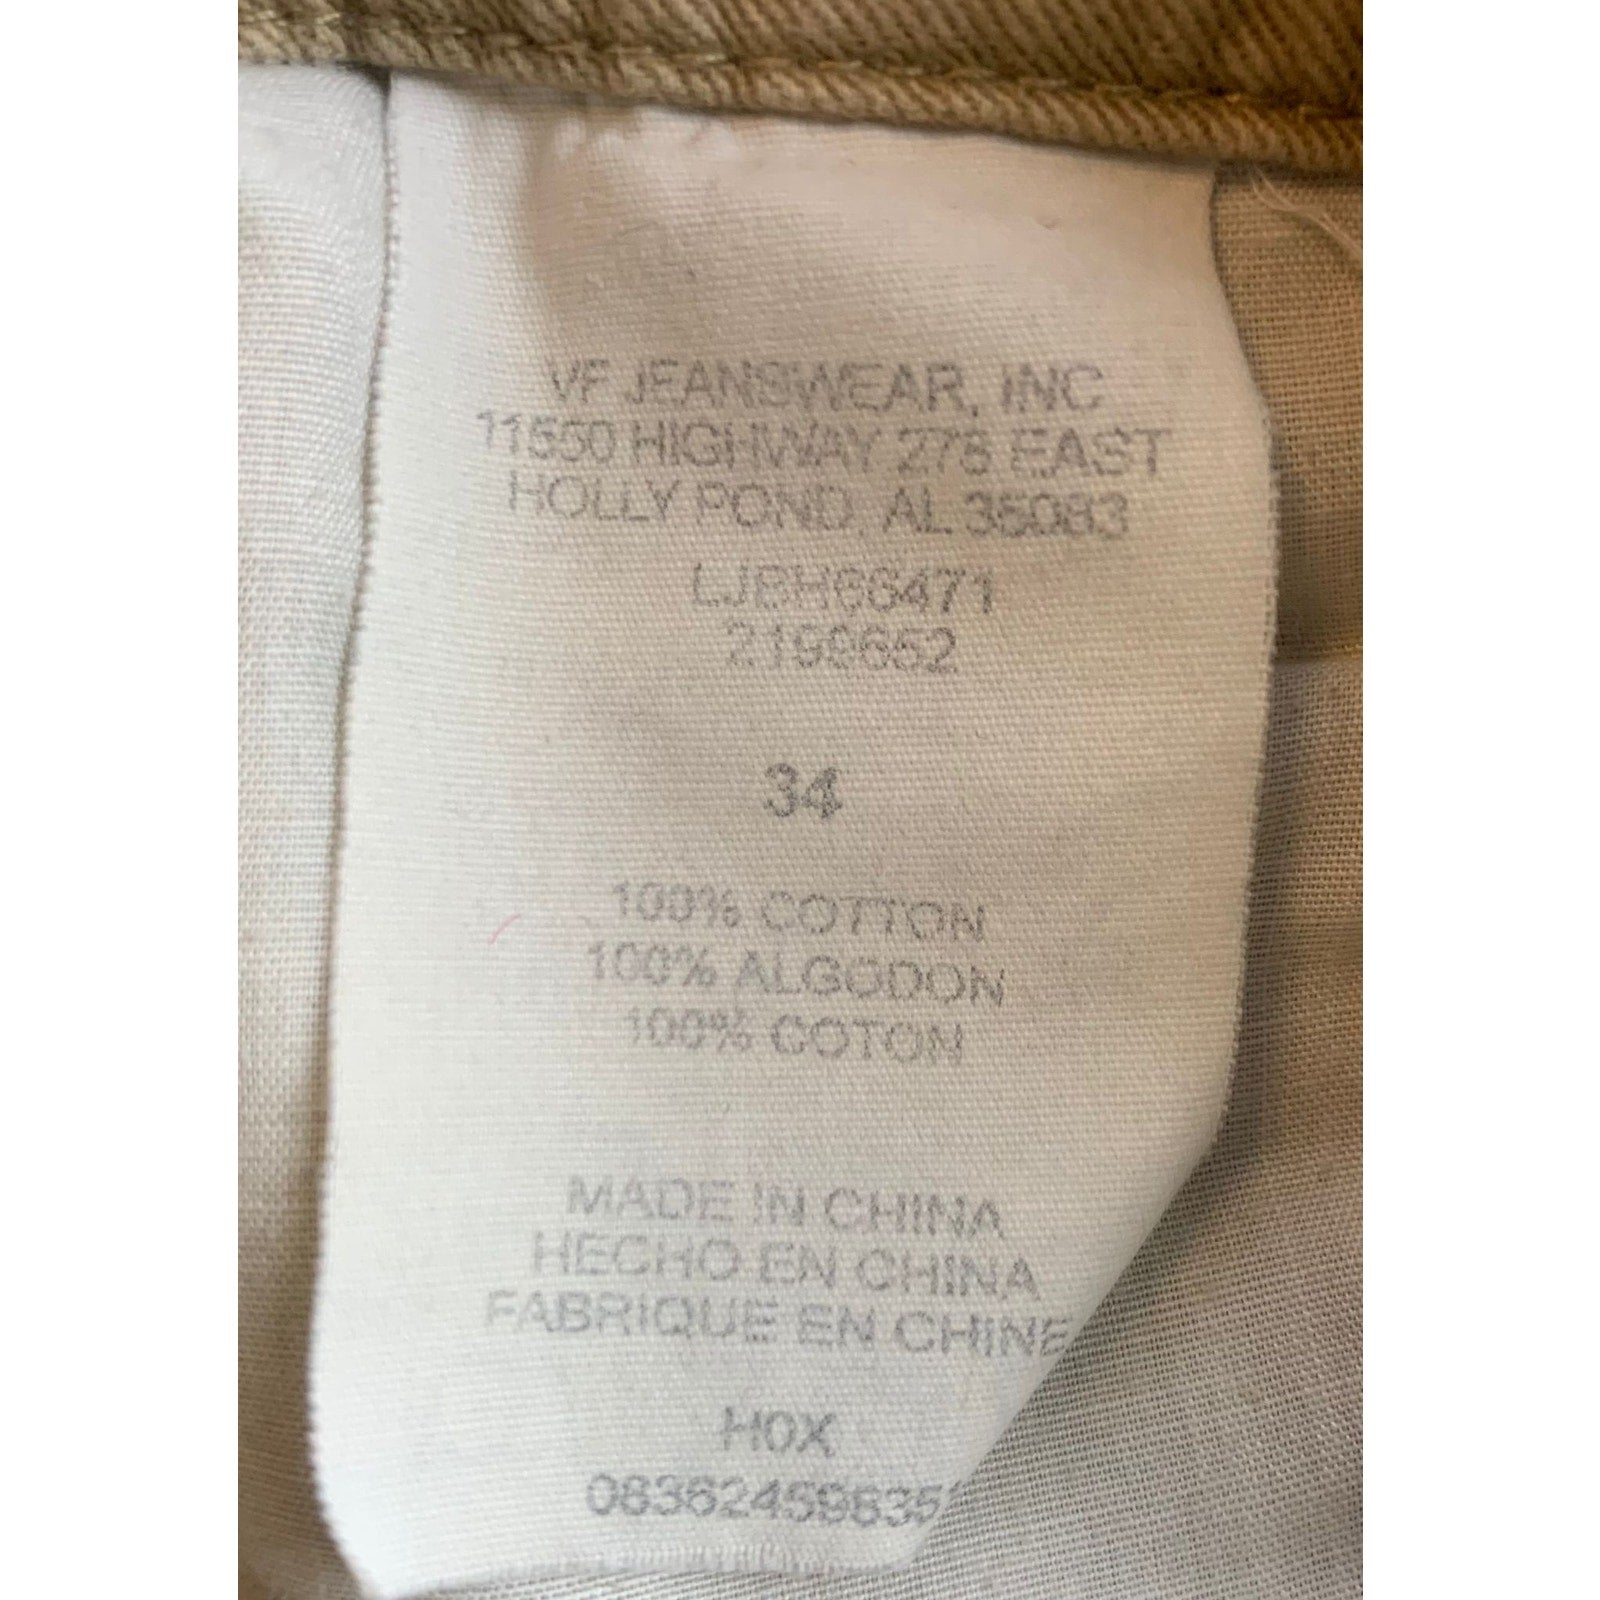 VF JEANSWEAR, INC
11550 HIGHWAY 278 EAST
HOLLY POND, AL 35083
LJBH66471
2199652
34
100% COTTON
100% ALGODON
100% COTON
MADE IN CHINA
HECHO EN CHINA
FABRIQUE EN CHINE
H0X